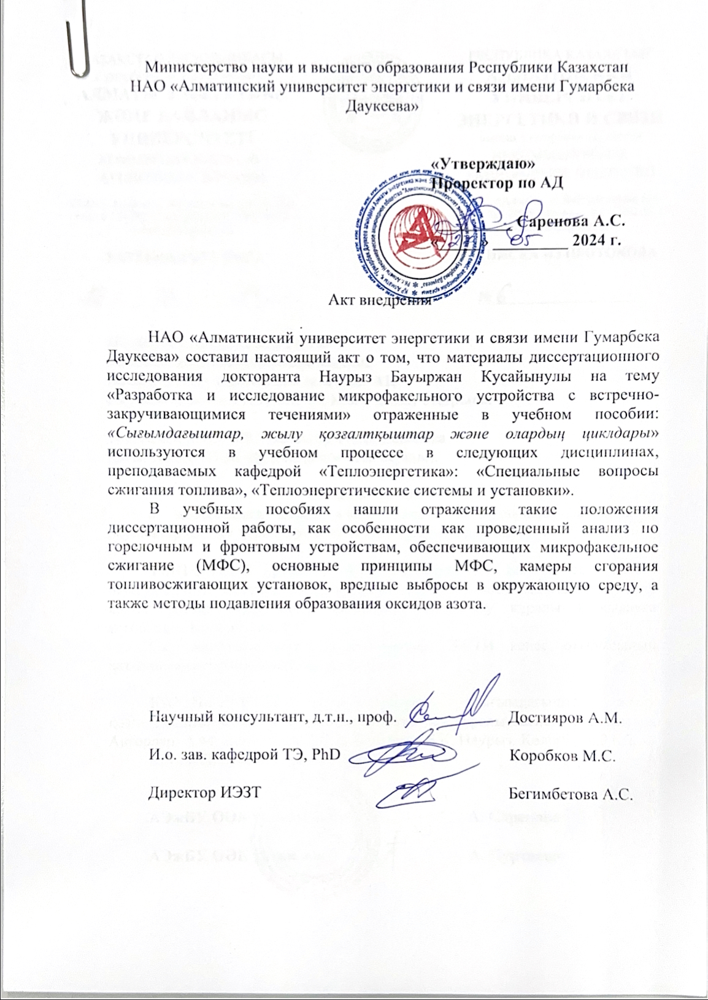 Министерство науки и высшего образования Республики Казахстан
НАО «Алматинский университет энергетики и связи имени Гумарбека
Даукеева»
«Утверждаю»
Проректор по АД
Саренова А.С.
« » 05 2024 г.
Акт внедрения
НАО «Алматинский университет энергетики и связи имени Гумарбека
Даукеева» составил настоящий акт о том, что материалы диссертационного
исследования докторанта Наурыз Бауыржан Кусайынулы на тему
«Разработка и исследование микрофакельного устройства с встречно-
закручивающимися течениями» отраженные в учебном пособии:
«Сығымдағыштар, жылу қозғалтқыштар және олардың циклдары»
используются в учебном процессе в следующих дисциплинах,
преподаваемых кафедрой «Теплоэнергетика»: «Специальные вопросы
сжигания топлива», «Теплоэнергетические системы и установки».
В учебных пособиях нашли отражения такие положения
диссертационной работы, как особенности как проведенный анализ по
горелочным и фронтовым устройствам, обеспечивающих микрофакельное
сжигание (МФС), основные принципы МФС, камеры сгорания
топливосжигающих установок, вредные выбросы в окружающую среду, а
также методы подавления образования оксидов азота.
Научный консультант, д.т.н., проф. Достияров А.М.
И.о. зав. кафедрой ТЭ, PhD Коробков М.С.
Директор ИЭЗТ Бегимбетова А.С.